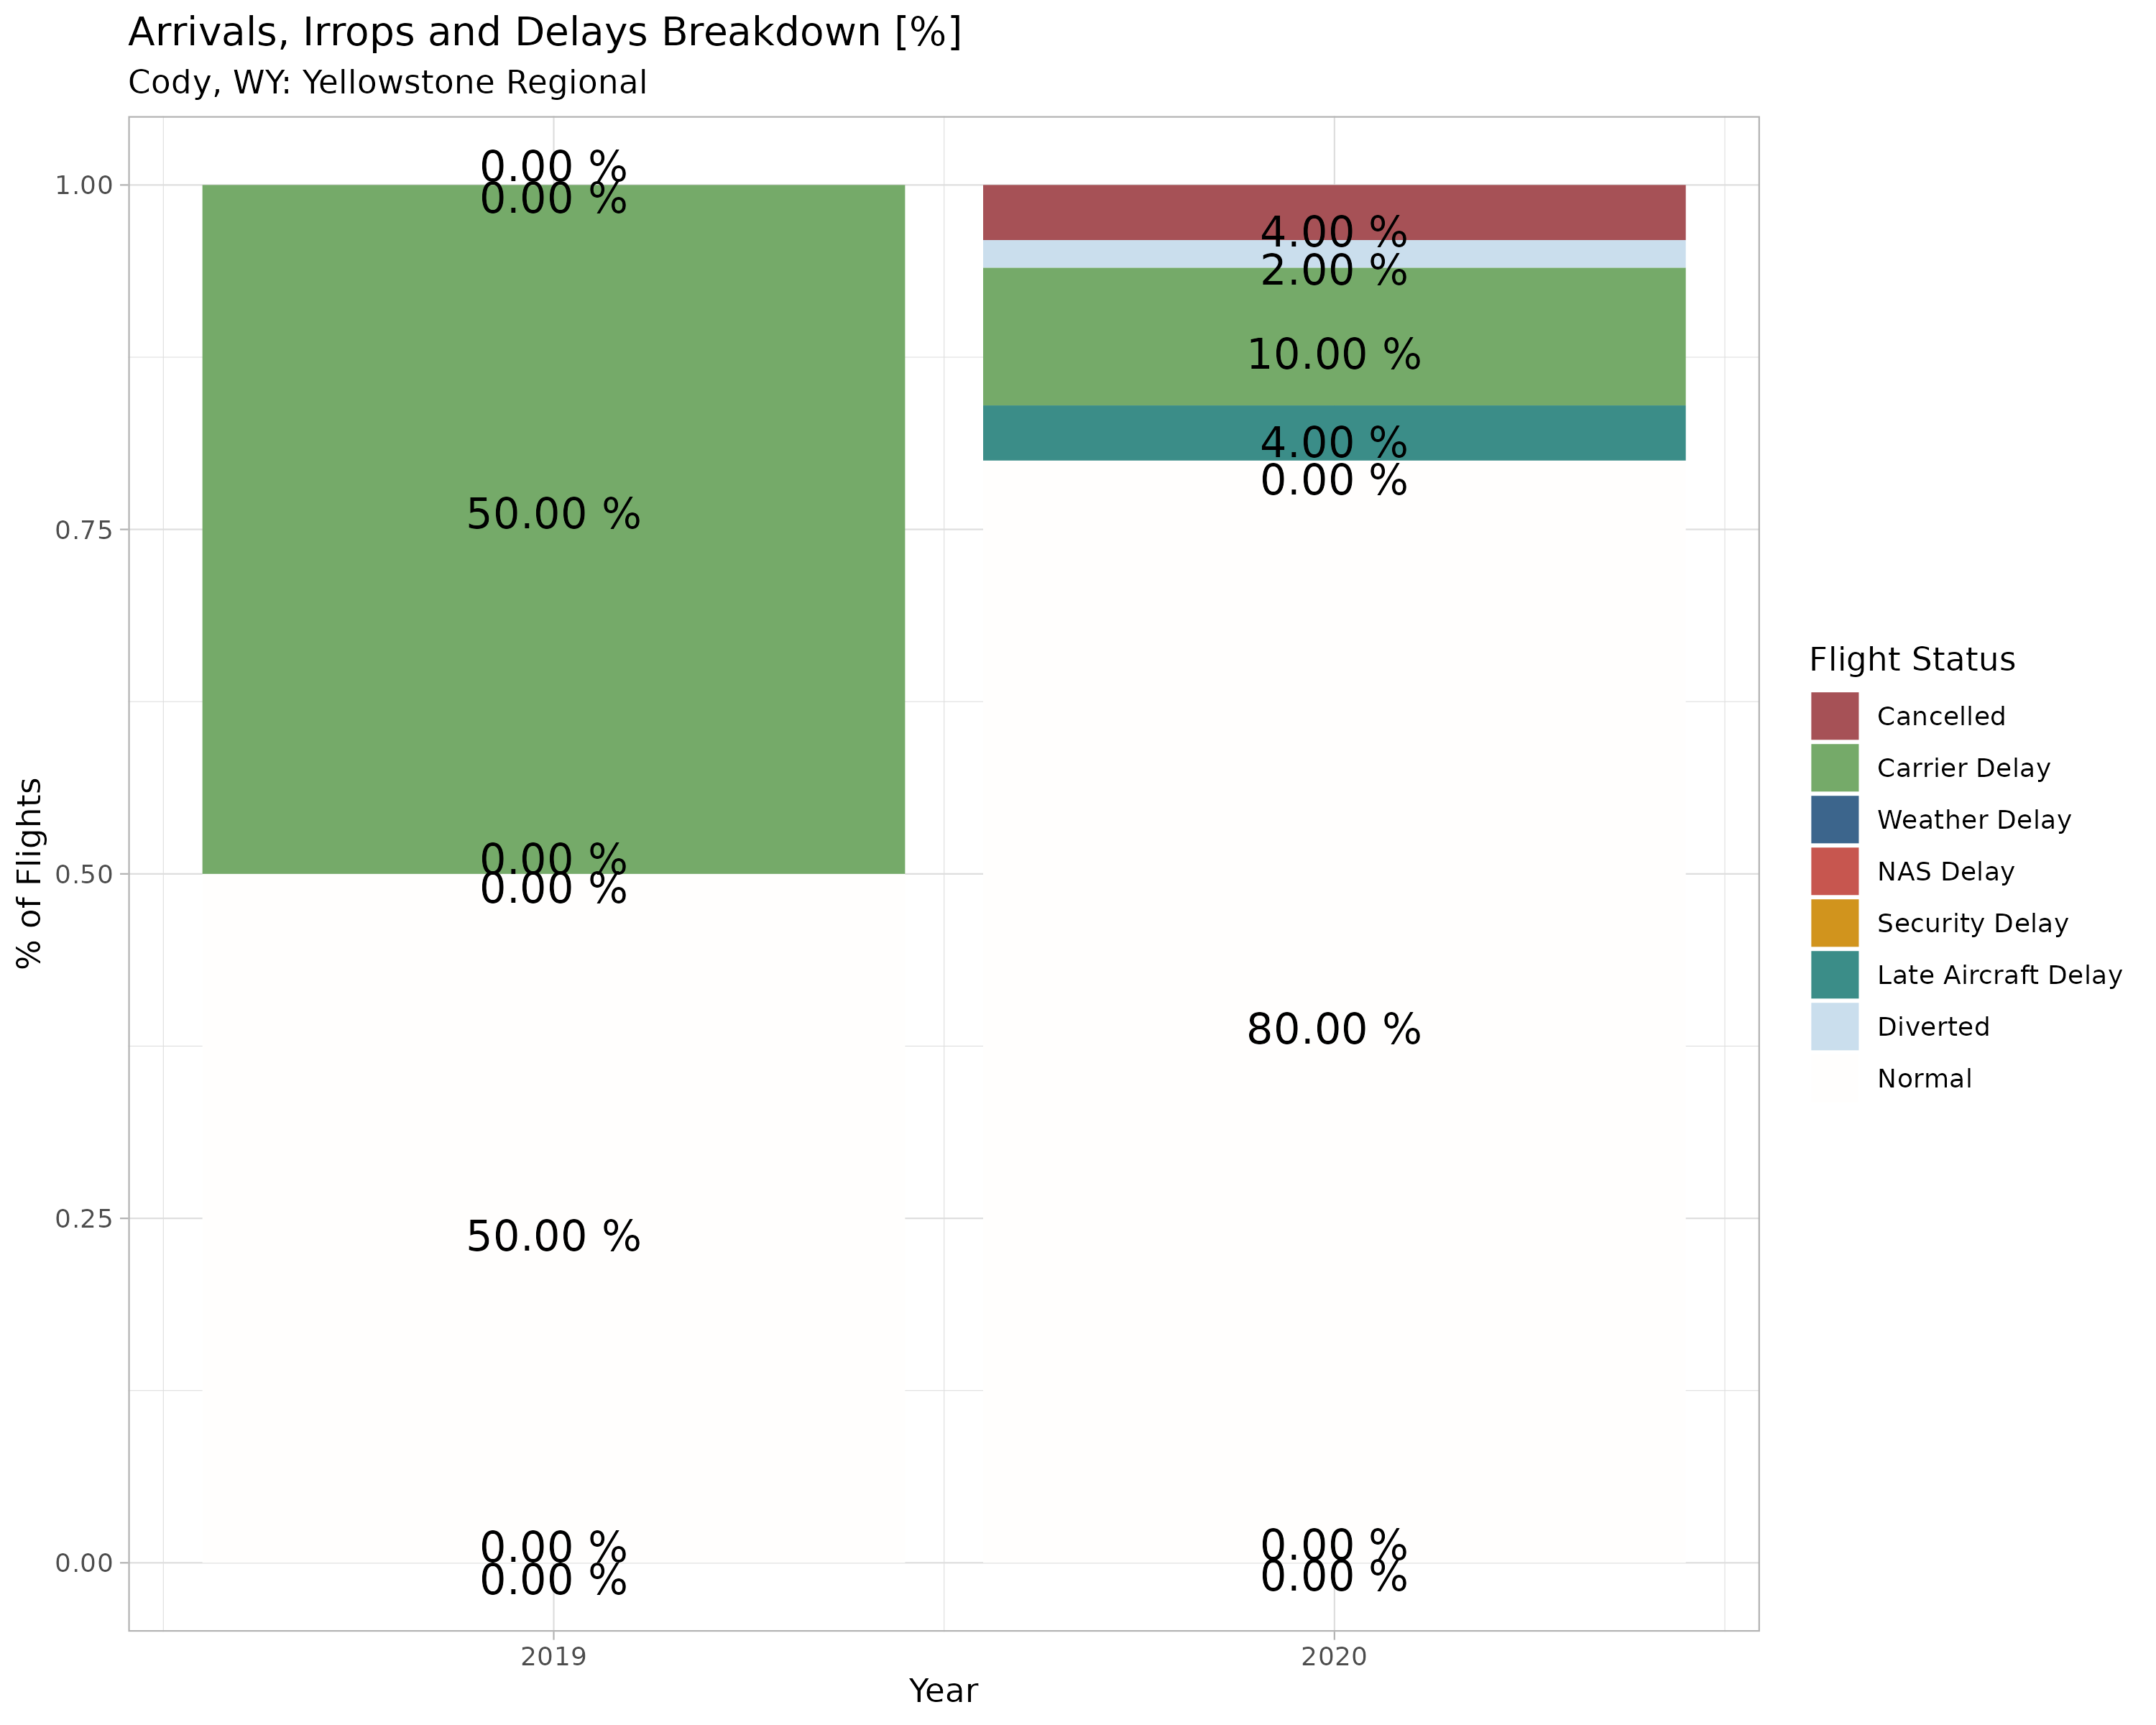 Arrivals, Irrops and Delays Breakdown [%]
Cody, WY: Yellowstone Regional
% of Flights
1.00
0.75
0.50
0.25
0.00
0.00 %
0.00 %
50.00 %
0.00 %
0.00 %
50.00 %
0.00 %
0.00 %
4.00 %
2.00 %
10.00 %
4.00 %
0.00 %
80.00 %
0.00 %
0.00 %
2019
2020
Year
Flight Status
Cancelled
Carrier Delay
Weather Delay
NAS Delay
Security Delay
Late Aircraft Delay
Diverted
Normal